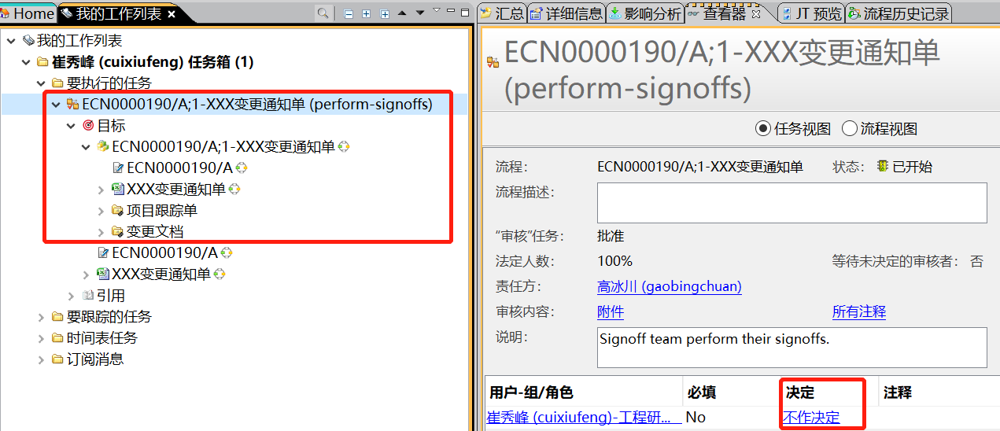 Home
我的工作列表
我的工作列表
崔秀峰 (cuixiufeng) 任务箱 (1)
要执行的任务
ECN0000190/A;1-XXX变更通知单 (perform-signoffs)
目标
ECN0000190/A;1-XXX变更通知单
ECN0000190/A
XXX变更通知单
项目跟踪单
变更文档
ECN0000190/A
XXX变更通知单
引用
要跟踪的任务
时间表任务
订阅消息
汇总 详细信息 影响分析 查看器 JT 预览 流程历史记录
ECN0000190/A;1-XXX变更通知单
(perform-signoffs)
任务视图 流程视图
流程: ECN0000190/A;1-XXX变更通知单 状态: 已开始
流程描述:
“审核”任务: 批准
法定人数: 100% 等待未决定的审核者: 否
责任方: 高冰川 (gaobingchuan)
审核内容: 附件 所有注释
说明: Signoff team perform their signoffs.
用户-组/角色 必填 决定 注释
崔秀峰 (cuixiufeng)-工程研... No 不作决定